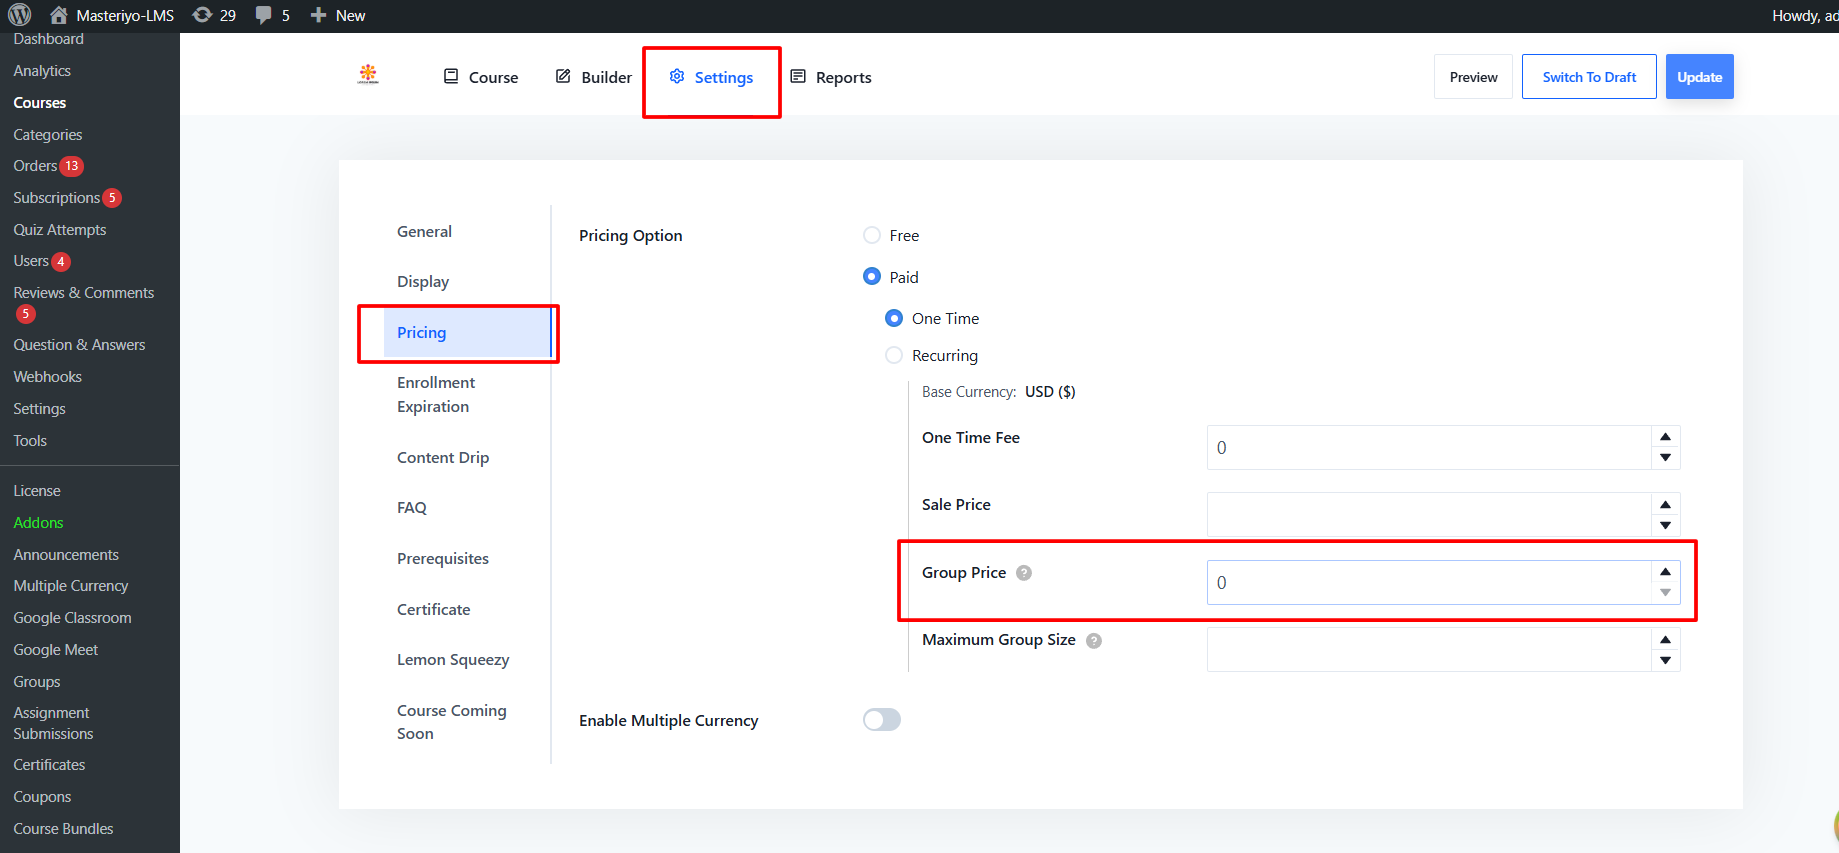 Masteriyo-LMS 29 5 New Howdy, ad
Dashboard
Analytics
Courses
Categories
Orders 13
Subscriptions 5
Quiz Attempts
Users 4
Reviews & Comments
5
Question & Answers
Webhooks
Settings
Tools
License
Addons
Announcements
Multiple Currency
Google Classroom
Google Meet
Groups
Assignment
Submissions
Certificates
Coupons
Course Bundles
Course Builder Settings Reports Preview Switch To Draft Update
General
Display
Pricing
Enrollment
Expiration
Content Drip
FAQ
Prerequisites
Certificate
Lemon Squeezy
Course Coming
Soon
Pricing Option
Free
Paid
One Time
Recurring
Base Currency: USD ($)
One Time Fee 0
Sale Price
Group Price ? 0
Maximum Group Size ?
Enable Multiple Currency